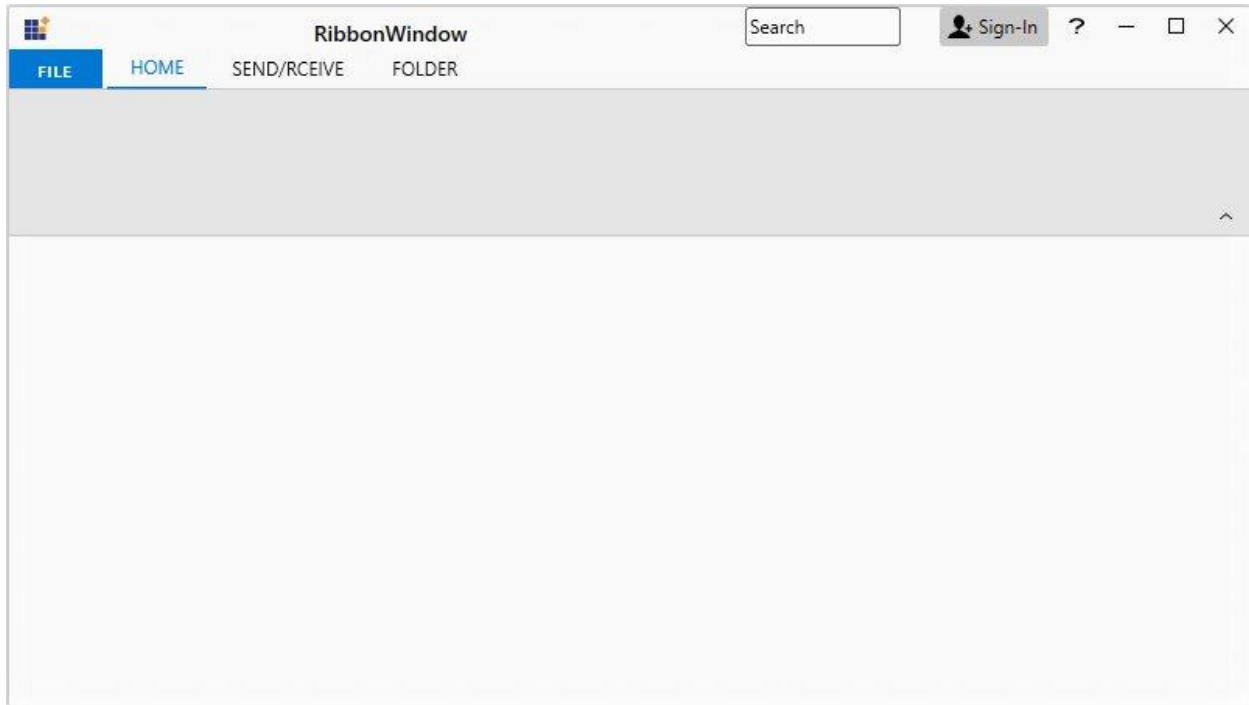 RibbonWindow
Search
Sign-In
?
FILE
HOME
SEND/RCEIVE
FOLDER